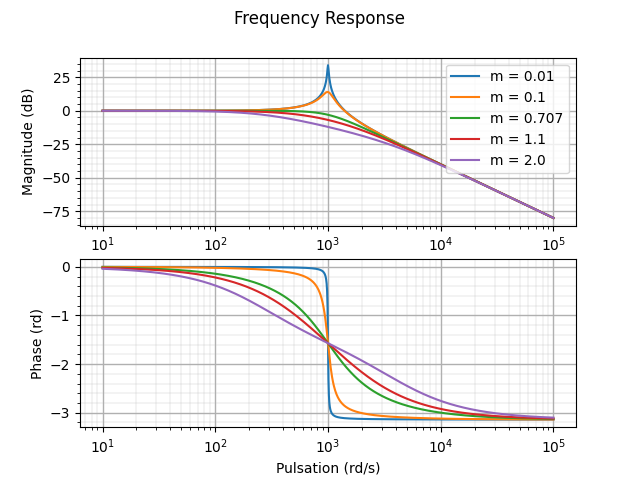 Frequency Response
Magnitude (dB)
25
0
−25
−50
−75
m = 0.01
m = 0.1
m = 0.707
m = 1.1
m = 2.0
10¹ 10² 10³ 10⁴ 10⁵
Phase (rd)
0
−1
−2
−3
10¹ 10² 10³ 10⁴ 10⁵
Pulsation (rd/s)